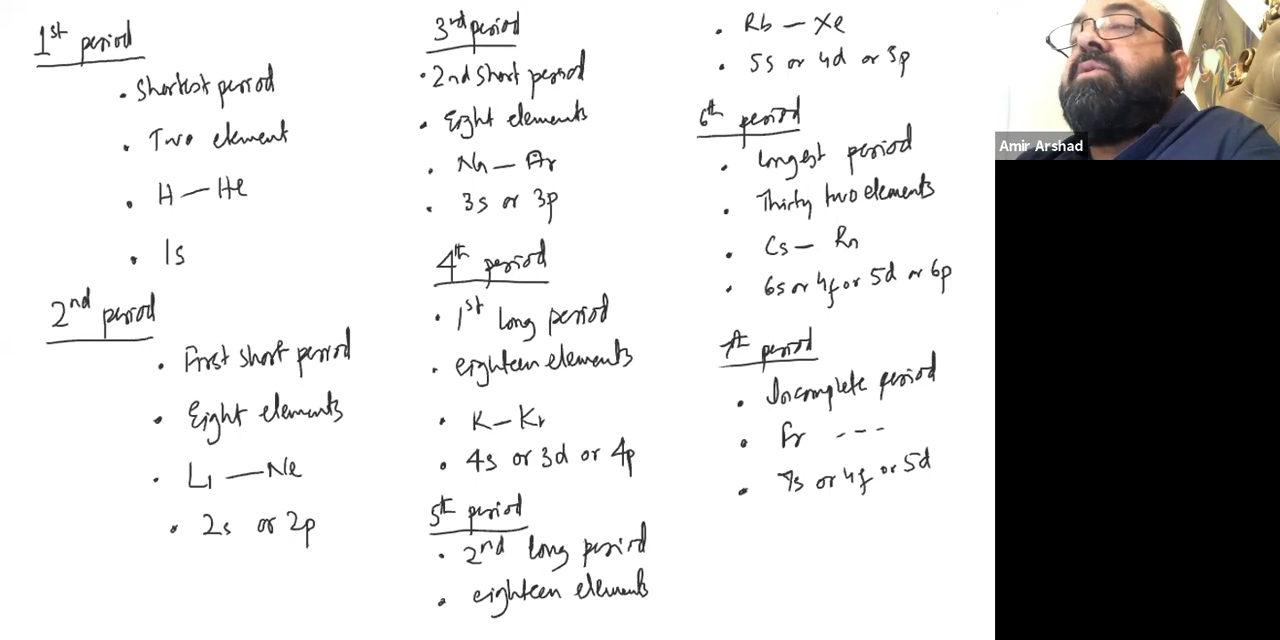 1st period
• Shortest period
• Two element
• H — He
• 1s
2nd period
• First short period
• Eight elements
• Li — Ne
• 2s or 2p
3rd period
• 2nd short period
• Eight elements
• Na — Ar
• 3s or 3p
4th period
• 1st long period
• eighteen elements
• K — Kr
• 4s or 3d or 4p
5th period
• 2nd long period
• eighteen elements
• Rb — Xe
• 5s or 4d or 5p
6th period
• longest period
• Thirty two elements
• Cs — Rn
• 6s or 4f or 5d or 6p
7th period
• Incomplete period
• Fr ---
• 7s or 4f or 5d
Amir Arshad